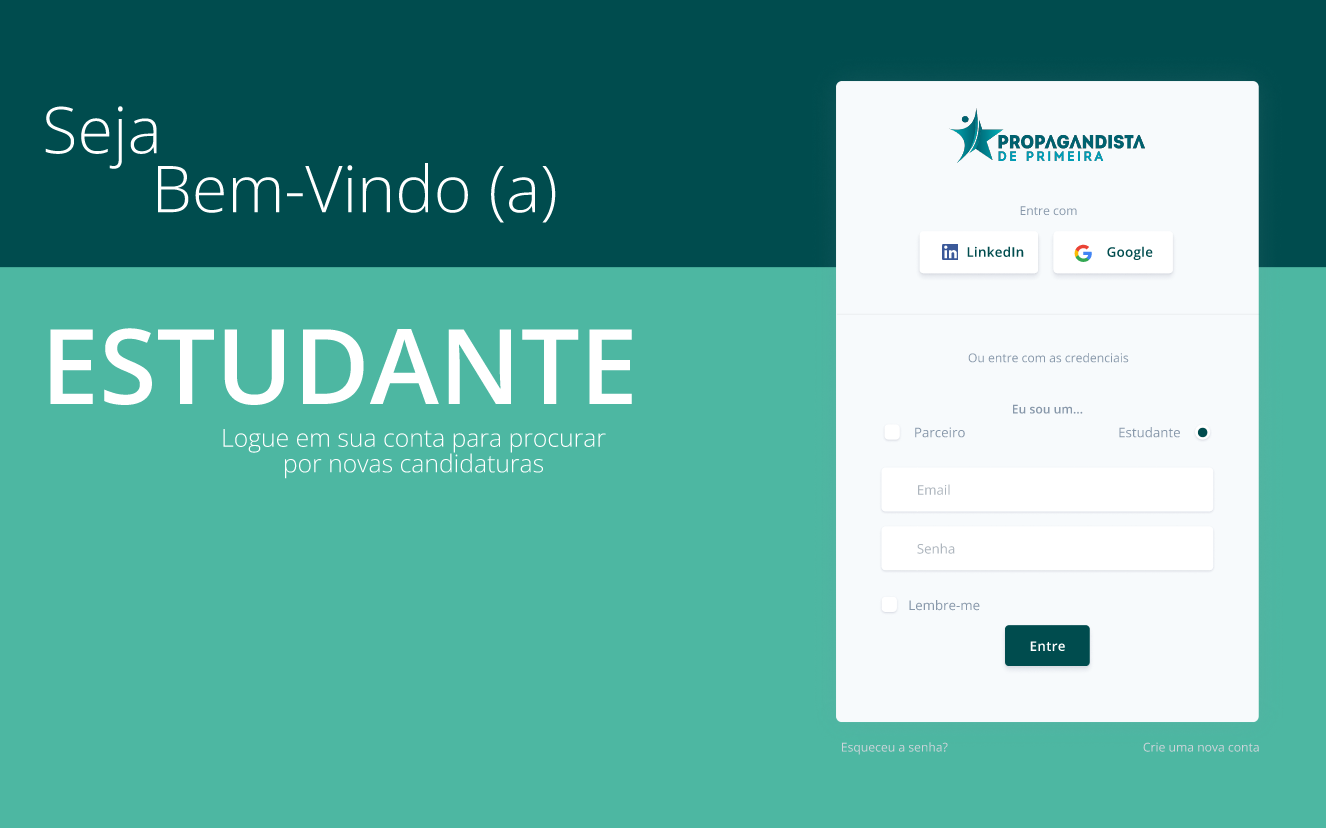 Seja
Bem-Vindo (a)
ESTUDANTE
Logue em sua conta para procurar
por novas candidaturas
PROPAGANDISTA
DE PRIMEIRA
Entre com
LinkedIn Google
Ou entre com as credenciais
Eu sou um...
Parceiro Estudante
Email
Senha
Lembre-me
Entre
Esqueceu a senha? Crie uma nova conta